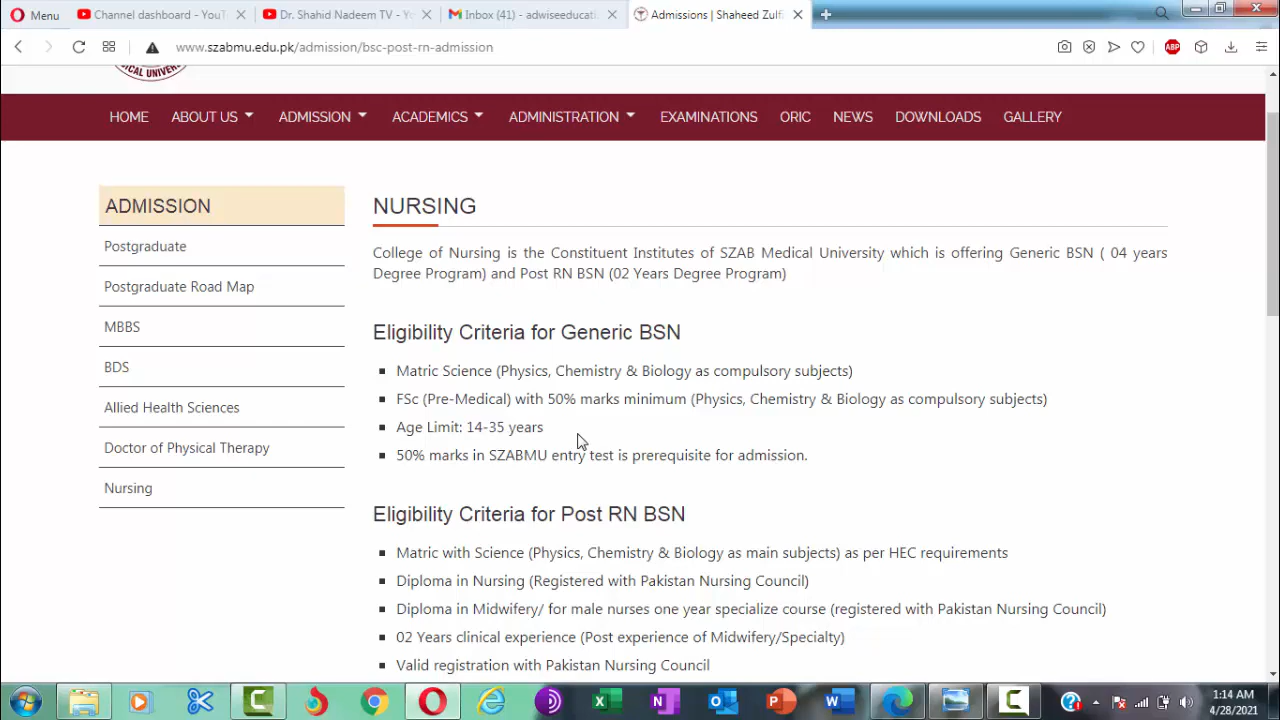 Menu
Channel dashboard - YouT
Dr. Shahid Nadeem TV - Yo
Inbox (41) - adwiseeducati
Admissions | Shaheed Zulfi
www.szabmu.edu.pk/admission/bsc-post-rn-admission
ABP
ICAL UNIVER
HOME ABOUT US ADMISSION ACADEMICS ADMINISTRATION EXAMINATIONS ORIC NEWS DOWNLOADS GALLERY
ADMISSION
Postgraduate
Postgraduate Road Map
MBBS
BDS
Allied Health Sciences
Doctor of Physical Therapy
Nursing
NURSING
College of Nursing is the Constituent Institutes of SZAB Medical University which is offering Generic BSN ( 04 years
Degree Program) and Post RN BSN (02 Years Degree Program)
Eligibility Criteria for Generic BSN
Matric Science (Physics, Chemistry & Biology as compulsory subjects)
FSc (Pre-Medical) with 50% marks minimum (Physics, Chemistry & Biology as compulsory subjects)
Age Limit: 14-35 years
50% marks in SZABMU entry test is prerequisite for admission.
Eligibility Criteria for Post RN BSN
Matric with Science (Physics, Chemistry & Biology as main subjects) as per HEC requirements
Diploma in Nursing (Registered with Pakistan Nursing Council)
Diploma in Midwifery/ for male nurses one year specialize course (registered with Pakistan Nursing Council)
02 Years clinical experience (Post experience of Midwifery/Specialty)
Valid registration with Pakistan Nursing Council
1:14 AM
4/28/2021